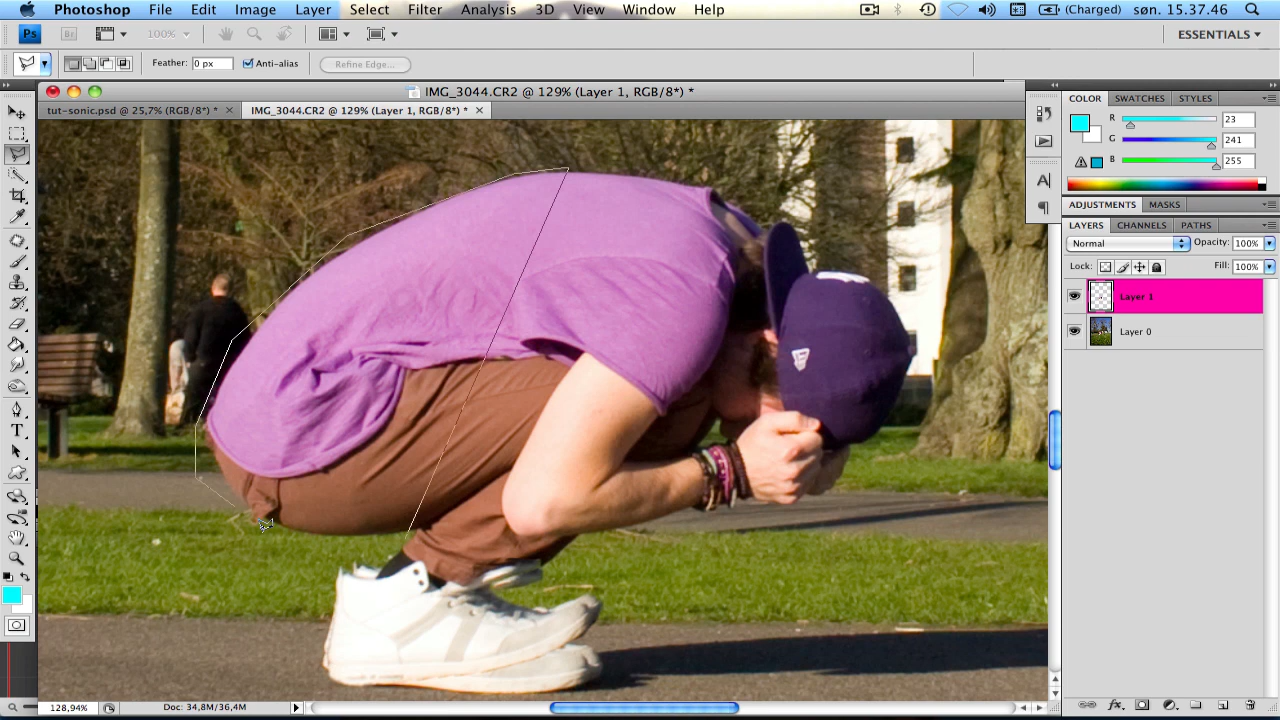 Photoshop File Edit Image Layer Select Filter Analysis 3D View Window Help (Charged) søn. 15.37.46
Ps Br 100% ESSENTIALS
Feather: 0 px Anti-alias Refine Edge...
IMG_3044.CR2 @ 129% (Layer 1, RGB/8*) *
tut-sonic.psd @ 25,7% (RGB/8*) * IMG_3044.CR2 @ 129% (Layer 1, RGB/8*) *
COLOR SWATCHES STYLES
R 23
G 241
B 255
ADJUSTMENTS MASKS
LAYERS CHANNELS PATHS
Normal Opacity: 100%
Lock: Fill: 100%
Layer 1
Layer 0
128,94% Doc: 34,8M/36,4M